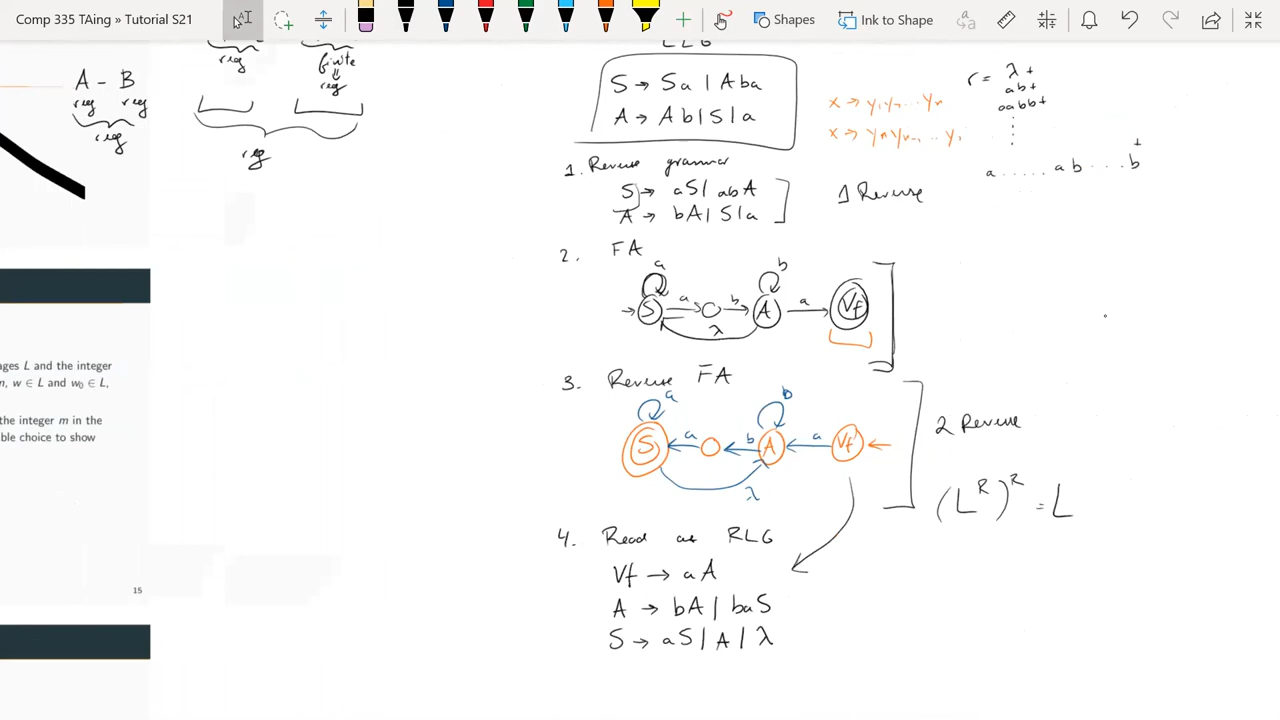 Comp 335 TAing » Tutorial S21
Shapes
Ink to Shape
reg
finite
⇓
reg
A - B
reg reg
reg
reg
LLG
S → Sa | Aba
A → Ab | S | a
x → y₁y₂...yₙ
x → yₙyₙ₋₁...y₁
r = λ +
ab +
aabb +
a.....ab...b +
1. Reverse grammar
S → aS | abA
A → bA | S | a
1 Reverse
2. FA
a b
S a b A a Vf
λ
3. Reverse FA
a b
S a b A a Vf
λ
2 Reverse
(L^R)^R = L
4. Read as RLG
Vf → aA
A → bA | baS
S → aS | A | λ
ages L and the integer
n, w ∈ L and w₀ ∈ L,
the integer m in the
ble choice to show
15